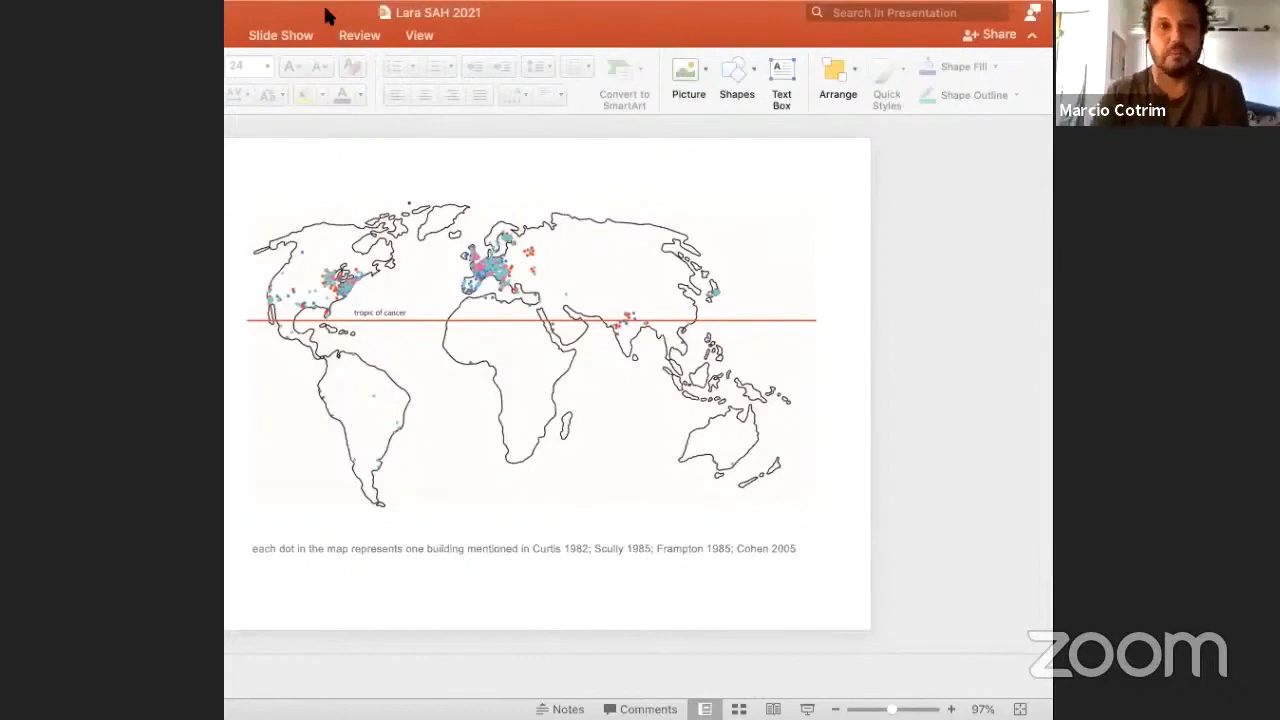 Lara SAH 2021
Search in Presentation
Slide Show Review View
Share
24
Convert to SmartArt
Picture
Shapes
Text Box
Arrange
Quick Styles
Shape Fill
Shape Outline
Marcio Cotrim
tropic of cancer
each dot in the map represents one building mentioned in Curtis 1982; Scully 1985; Frampton 1985; Cohen 2005
zoom
Notes Comments 97%